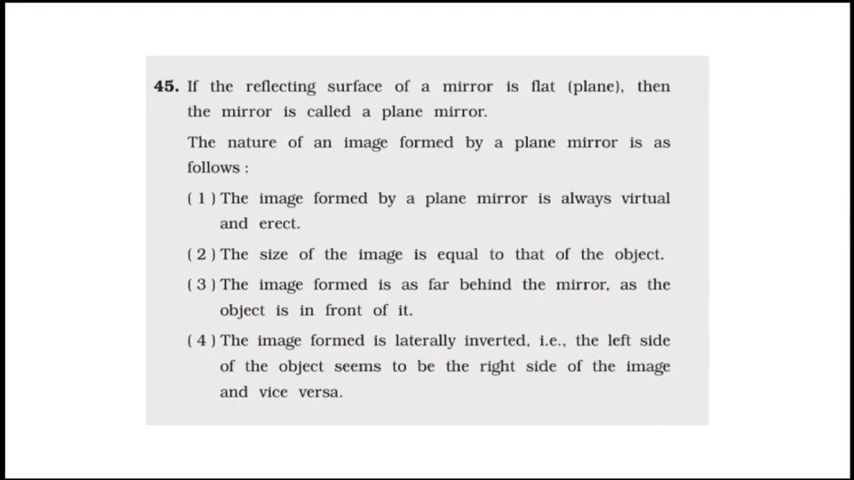 45. If the reflecting surface of a mirror is flat (plane), then
the mirror is called a plane mirror.
The nature of an image formed by a plane mirror is as
follows :
( 1 ) The image formed by a plane mirror is always virtual
and erect.
( 2 ) The size of the image is equal to that of the object.
( 3 ) The image formed is as far behind the mirror, as the
object is in front of it.
( 4 ) The image formed is laterally inverted, i.e., the left side
of the object seems to be the right side of the image
and vice versa.